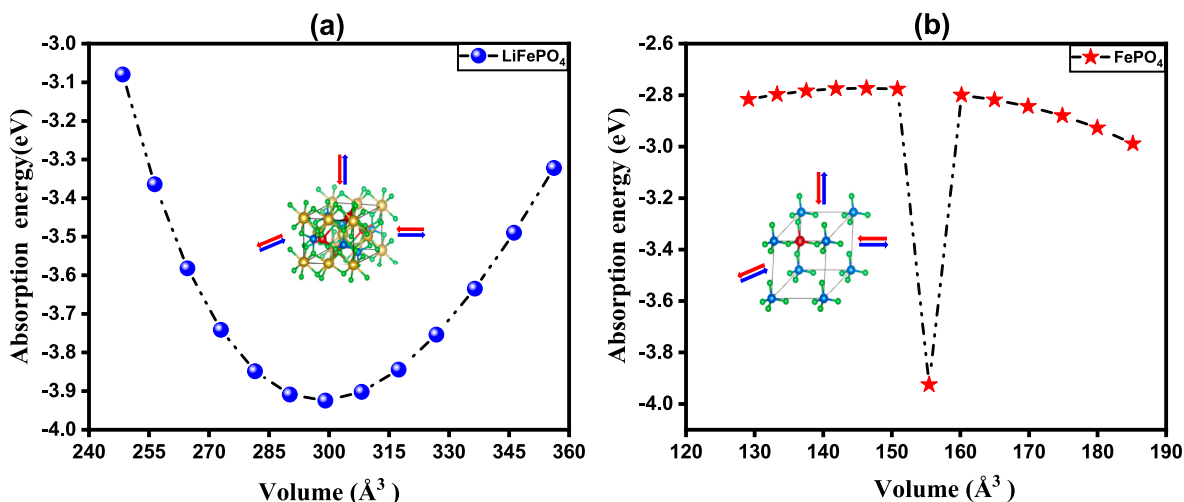 (a)
-3.0
-3.1
-3.2
-3.3
-3.4
-3.5
-3.6
-3.7
-3.8
-3.9
-4.0
Absorption energy(eV)
LiFePO₄
240 255 270 285 300 315 330 345 360
Volume (Å³)
(b)
-2.6
-2.8
-3.0
-3.2
-3.4
-3.6
-3.8
-4.0
Absorption energy (eV)
FePO₄
120 130 140 150 160 170 180 190
Volume (Å³)